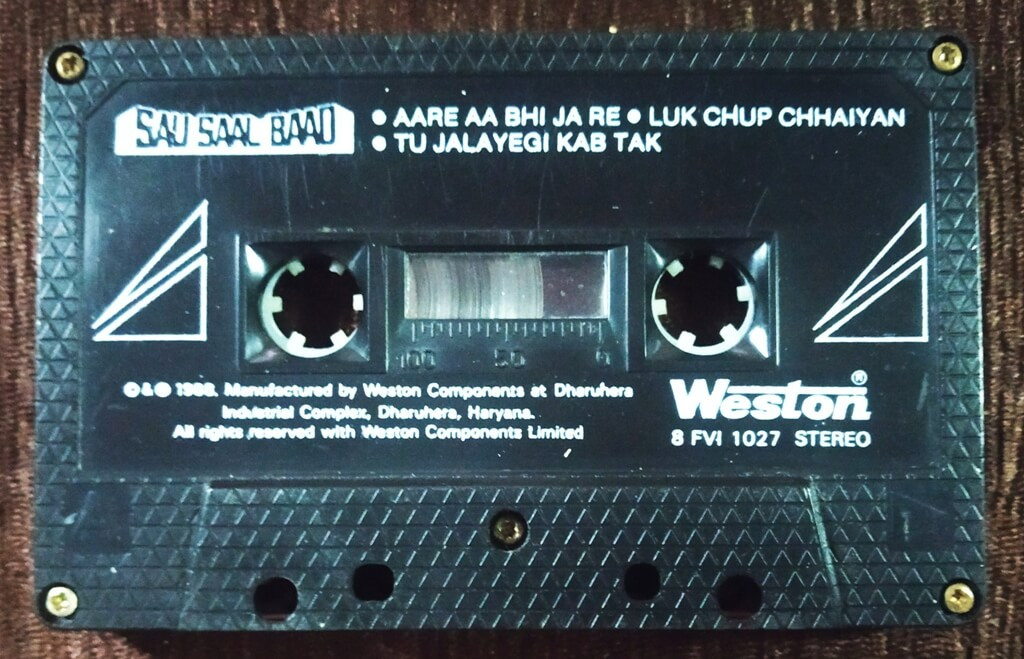 SAU SAAL BAAD
● AARE AA BHI JA RE ● LUK CHUP CHHAIYAN
● TU JALAYEGI KAB TAK
100 50 0
Ⓟ & © 1988. Manufactured by Weston Components at Dharuhera
Industrial Complex, Dharuhera, Haryana.
All rights reserved with Weston Components Limited
Weston®
8 FVI 1027 STEREO